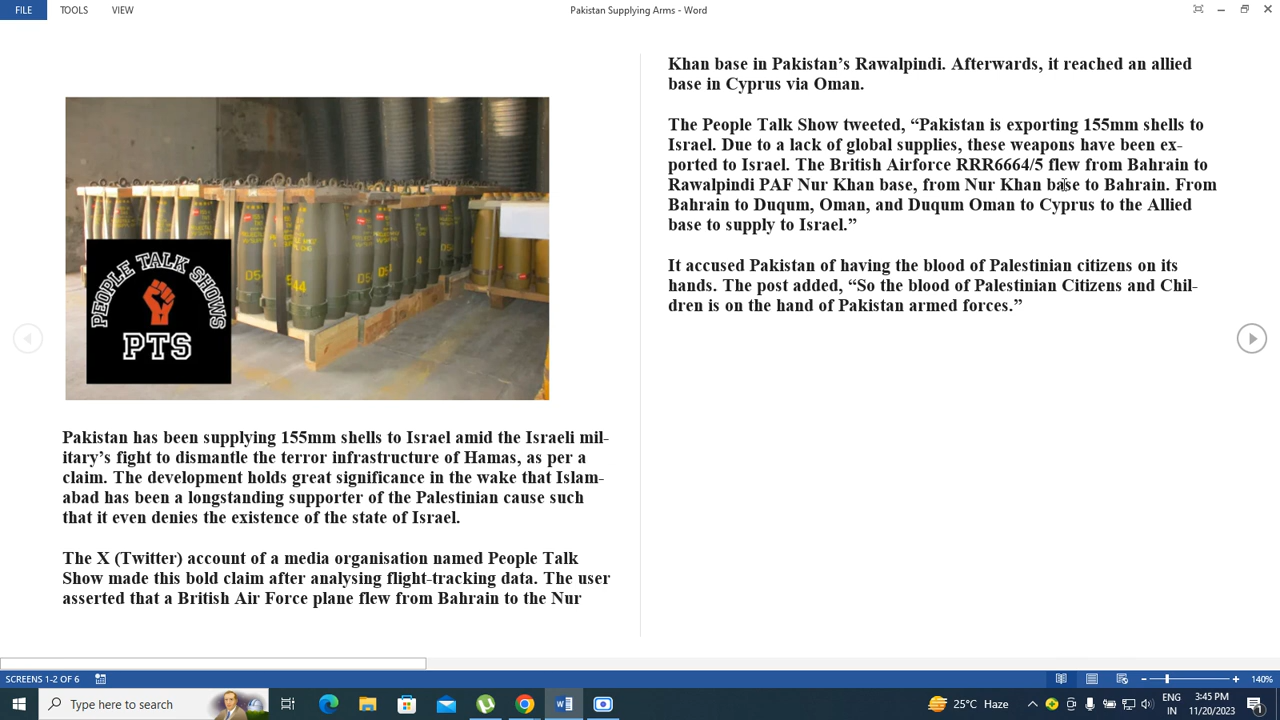 FILE
TOOLS
VIEW
Pakistan Supplying Arms - Word
PEOPLE TALK SHOWS
PTS
Pakistan has been supplying 155mm shells to Israel amid the Israeli mil-
itary’s fight to dismantle the terror infrastructure of Hamas, as per a
claim. The development holds great significance in the wake that Islam-
abad has been a longstanding supporter of the Palestinian cause such
that it even denies the existence of the state of Israel.
The X (Twitter) account of a media organisation named People Talk
Show made this bold claim after analysing flight-tracking data. The user
asserted that a British Air Force plane flew from Bahrain to the Nur
Khan base in Pakistan’s Rawalpindi. Afterwards, it reached an allied
base in Cyprus via Oman.
The People Talk Show tweeted, “Pakistan is exporting 155mm shells to
Israel. Due to a lack of global supplies, these weapons have been ex-
ported to Israel. The British Airforce RRR6664/5 flew from Bahrain to
Rawalpindi PAF Nur Khan base, from Nur Khan base to Bahrain. From
Bahrain to Duqum, Oman, and Duqum Oman to Cyprus to the Allied
base to supply to Israel.”
It accused Pakistan of having the blood of Palestinian citizens on its
hands. The post added, “So the blood of Palestinian Citizens and Chil-
dren is on the hand of Pakistan armed forces.”
SCREENS 1-2 OF 6
140%
Type here to search
25°C Haze
ENG
IN
3:45 PM
11/20/2023